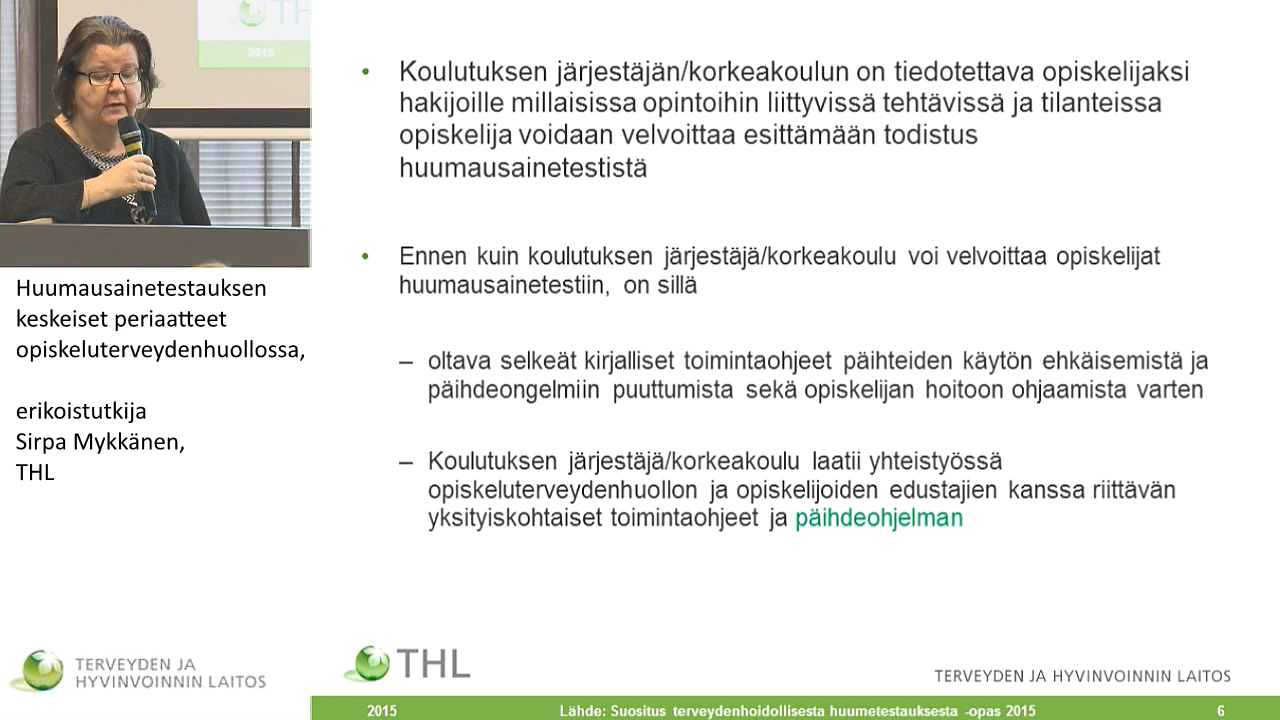 TH
2015
Huumausainetestauksen
keskeiset periaatteet
opiskeluterveydenhuollossa,
erikoistutkija
Sirpa Mykkänen,
THL
TERVEYDEN JA
HYVINVOINNIN LAITOS
• Koulutuksen järjestäjän/korkeakoulun on tiedotettava opiskelijaksi
hakijoille millaisissa opintoihin liittyvissä tehtävissä ja tilanteissa
opiskelija voidaan velvoittaa esittämään todistus
huumausainetestistä
• Ennen kuin koulutuksen järjestäjä/korkeakoulu voi velvoittaa opiskelijat
huumausainetestiin, on sillä
– oltava selkeät kirjalliset toimintaohjeet päihteiden käytön ehkäisemistä ja
päihdeongelmiin puuttumista sekä opiskelijan hoitoon ohjaamista varten
– Koulutuksen järjestäjä/korkeakoulu laatii yhteistyössä
opiskeluterveydenhuollon ja opiskelijoiden edustajien kanssa riittävän
yksityiskohtaiset toimintaohjeet ja päihdeohjelman
THL
TERVEYDEN JA HYVINVOINNIN LAITOS
2015 Lähde: Suositus terveydenhoidollisesta huumetestauksesta -opas 2015 6